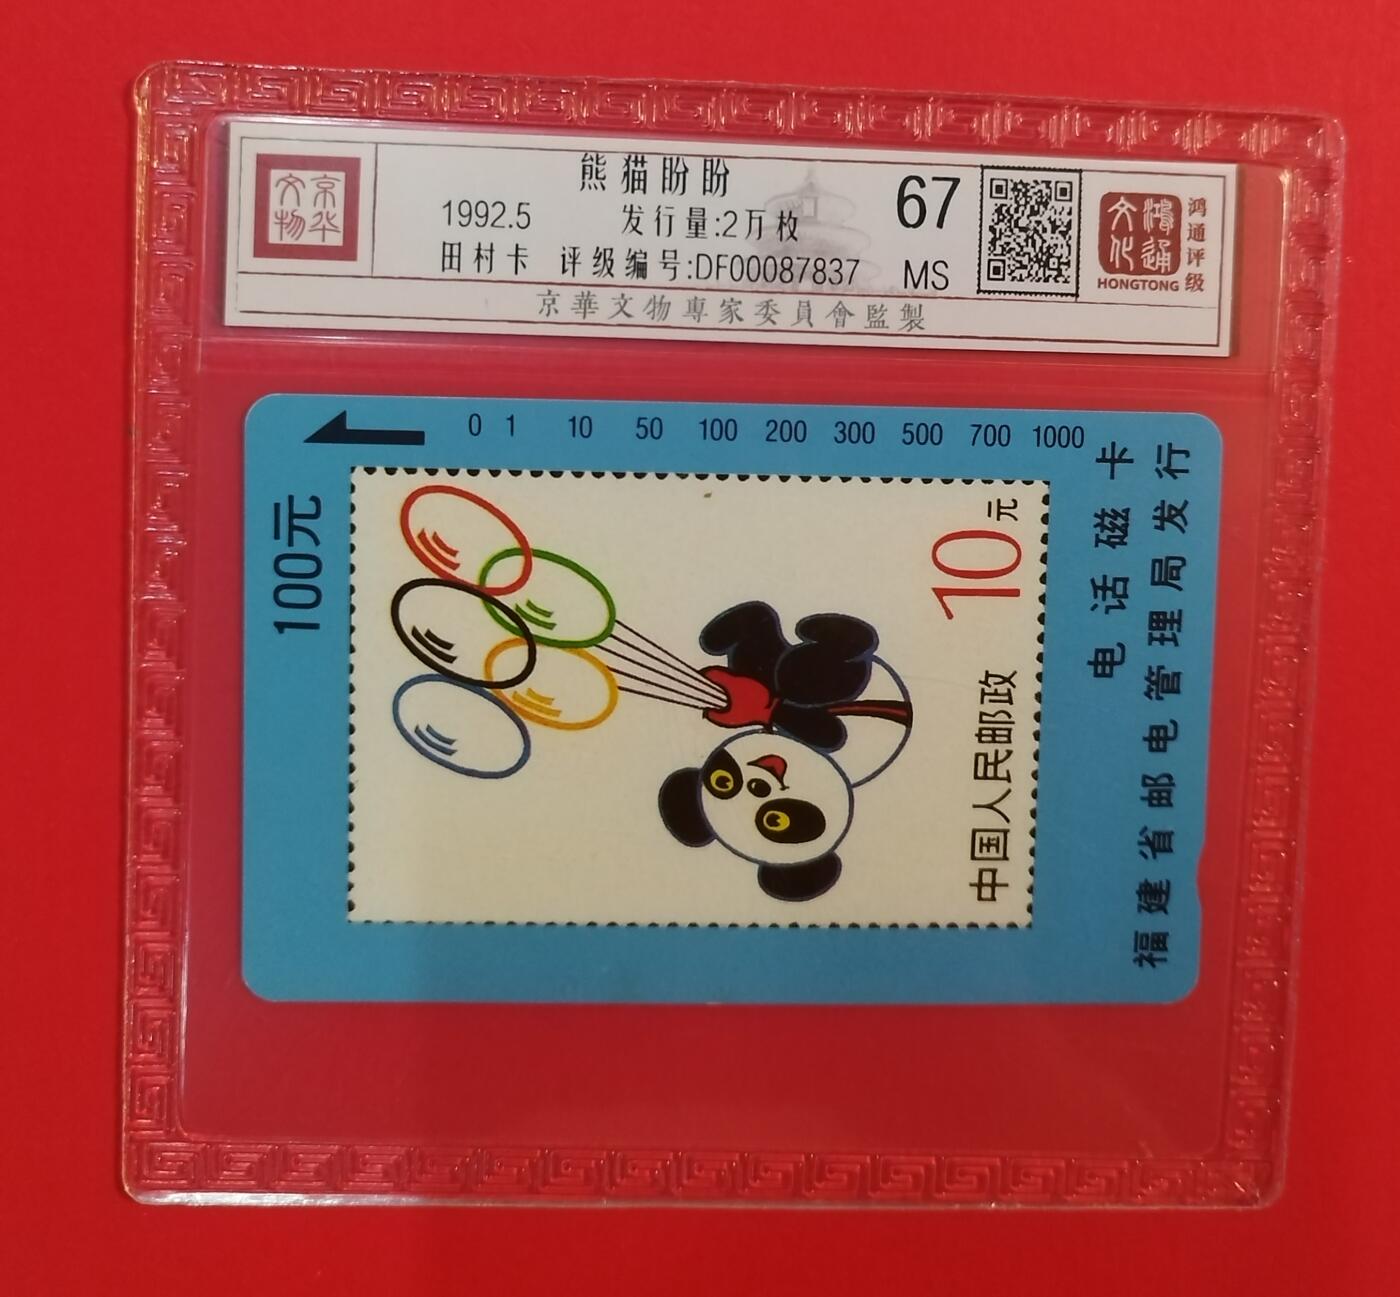 京华
文物
熊猫盼盼
1992.5 发行量:2万枚
田村卡 评级编号:DF00087837
67
MS
鸿通
文化
HONGTONG
鸿通评级
京華文物專家委員會監製
0 1 10 50 100 200 300 500 700 1000
100元
10元
中国人民邮政
电话磁卡
福建省邮电管理局发行